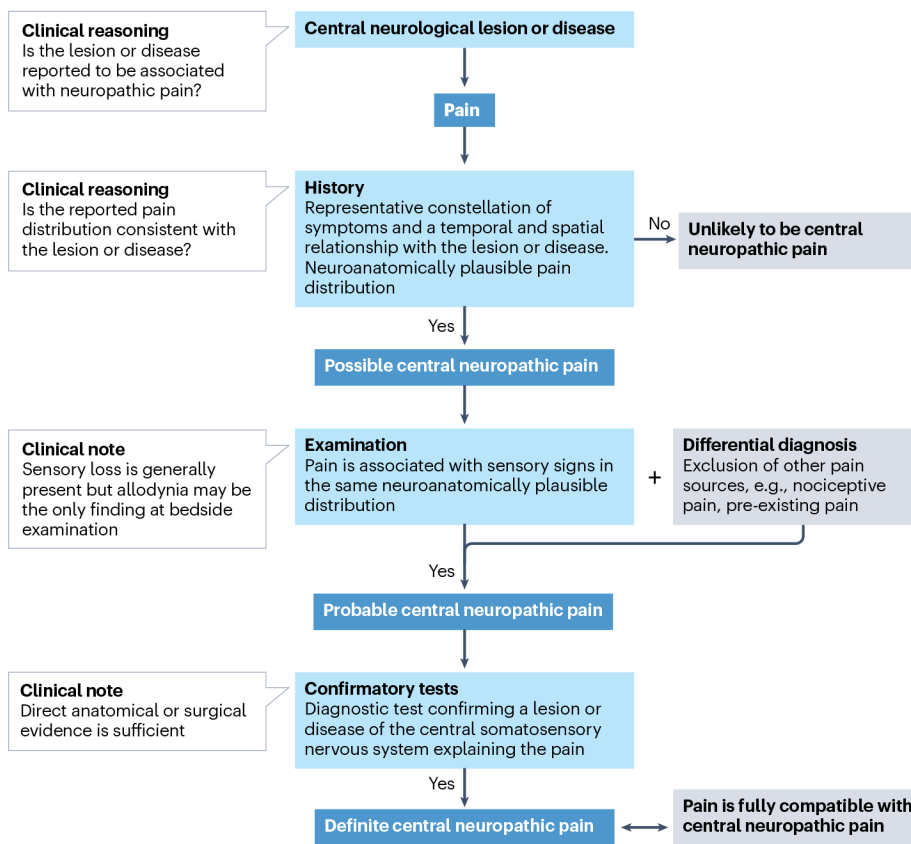 Clinical reasoning
Is the lesion or disease
reported to be associated
with neuropathic pain?
Central neurological lesion or disease
Pain
Clinical reasoning
Is the reported pain
distribution consistent with
the lesion or disease?
History
Representative constellation of
symptoms and a temporal and spatial
relationship with the lesion or disease.
Neuroanatomically plausible pain
distribution
No
Unlikely to be central
neuropathic pain
Yes
Possible central neuropathic pain
Clinical note
Sensory loss is generally
present but allodynia may be
the only finding at bedside
examination
Examination
Pain is associated with sensory signs in
the same neuroanatomically plausible
distribution
+
Differential diagnosis
Exclusion of other pain
sources, e.g., nociceptive
pain, pre-existing pain
Yes
Probable central neuropathic pain
Clinical note
Direct anatomical or surgical
evidence is sufficient
Confirmatory tests
Diagnostic test confirming a lesion or
disease of the central somatosensory
nervous system explaining the pain
Yes
Definite central neuropathic pain
Pain is fully compatible with
central neuropathic pain